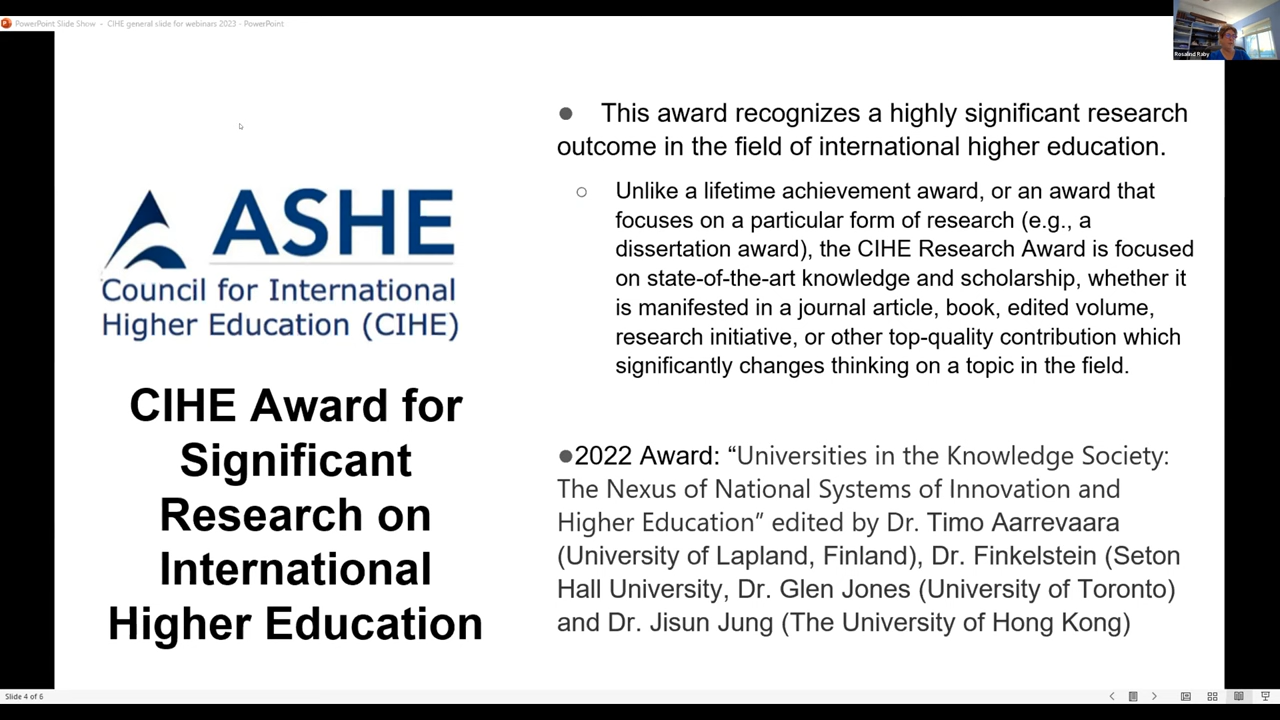 PowerPoint Slide Show - CIHE general slide for webinars 2023 - PowerPoint
Rosalind Raby
ASHE
Council for International
Higher Education (CIHE)
CIHE Award for
Significant
Research on
International
Higher Education
● This award recognizes a highly significant research
outcome in the field of international higher education.
○ Unlike a lifetime achievement award, or an award that
focuses on a particular form of research (e.g., a
dissertation award), the CIHE Research Award is focused
on state-of-the-art knowledge and scholarship, whether it
is manifested in a journal article, book, edited volume,
research initiative, or other top-quality contribution which
significantly changes thinking on a topic in the field.
●2022 Award: “Universities in the Knowledge Society:
The Nexus of National Systems of Innovation and
Higher Education” edited by Dr. Timo Aarrevaara
(University of Lapland, Finland), Dr. Finkelstein (Seton
Hall University, Dr. Glen Jones (University of Toronto)
and Dr. Jisun Jung (The University of Hong Kong)
Slide 4 of 6